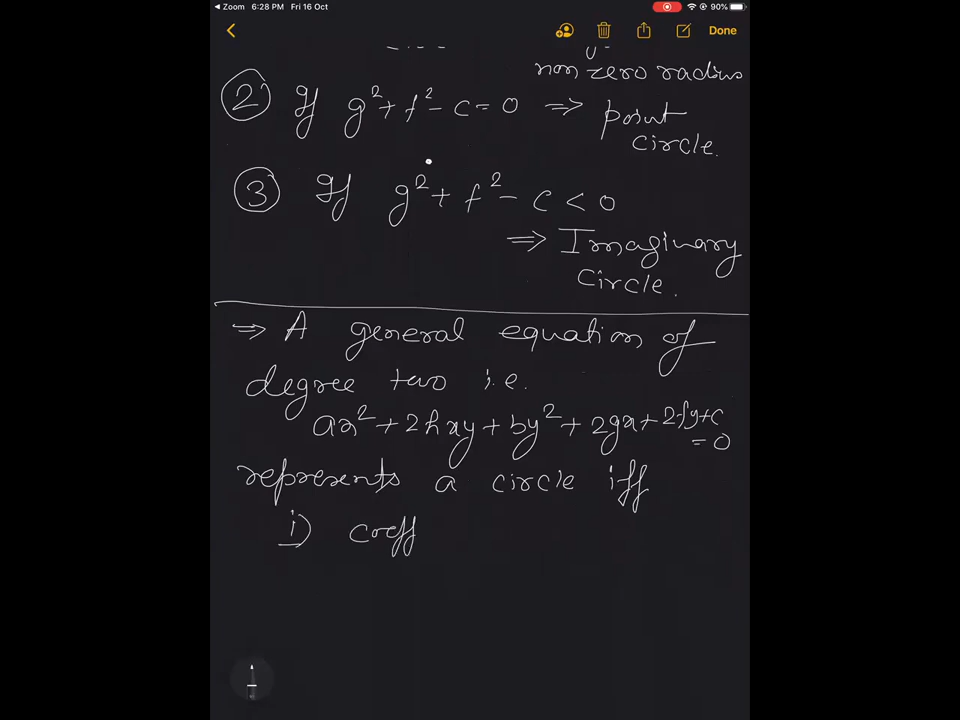 Zoom 6:28 PM Fri 16 Oct 90%
Done
non zero radius
② If g²+f²-c=0 ⇒ point
circle.
③ If g²+f²-c<0
⇒ Imaginary
circle.
⇒ A general equation of
degree two i.e.
ax²+2hxy+by²+2gx+2fy+c
=0
represents a circle iff
i) coeff